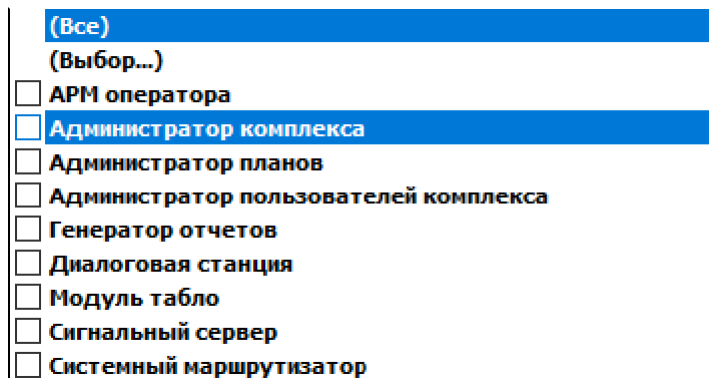 (Все)
(Выбор...)
АРМ оператора
Администратор комплекса
Администратор планов
Администратор пользователей комплекса
Генератор отчетов
Диалоговая станция
Модуль табло
Сигнальный сервер
Системный маршрутизатор